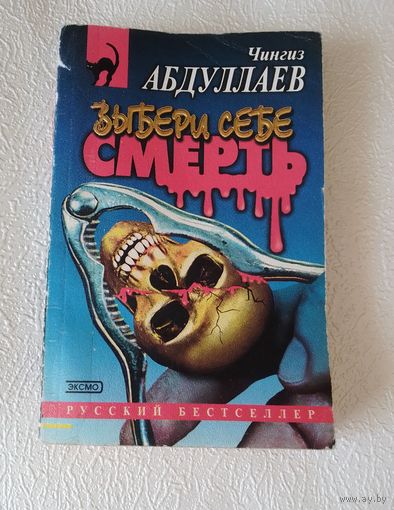 Чингиз
АБДУЛЛАЕВ
ВЫБЕРИ СЕБЕ
СМЕРТЬ
ЭКСМО
РУССКИЙ БЕСТСЕЛЛЕР
www.ay.by